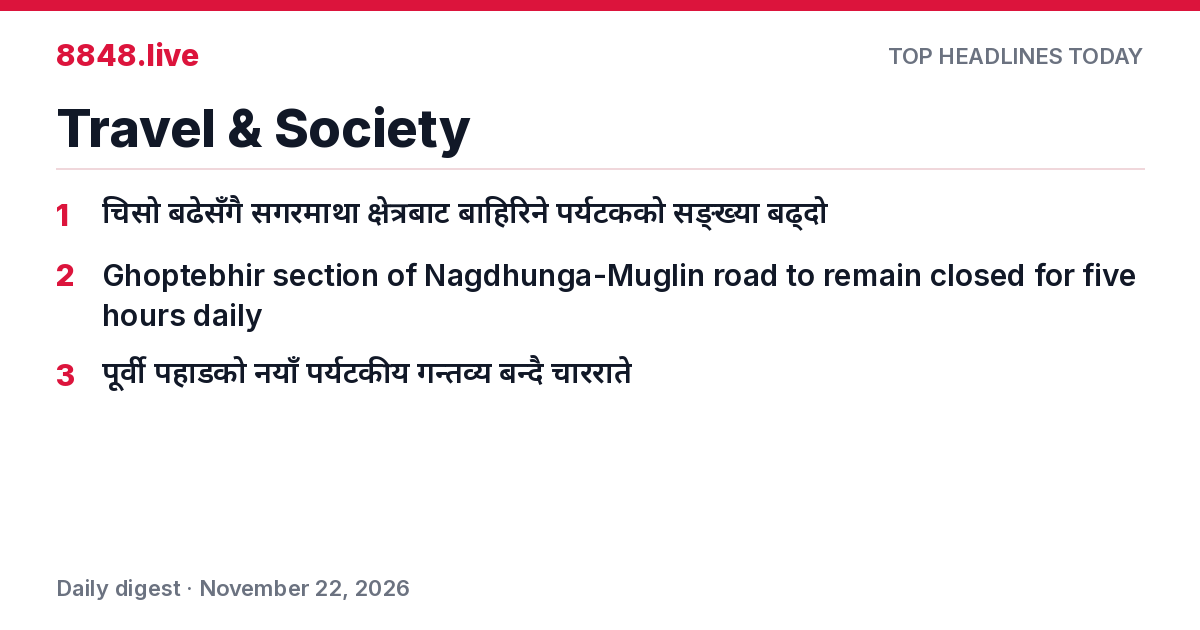 8848.live
TOP HEADLINES TODAY
Travel & Society
1 चिसो बढेसँगै सगरमाथा क्षेत्रबाट बाहिरिने पर्यटकको सङ्ख्या बढ्दो
2 Ghoptebhir section of Nagdhunga-Muglin road to remain closed for five
hours daily
3 पूर्वी पहाडको नयाँ पर्यटकीय गन्तव्य बन्दै चारराते
Daily digest · November 22, 2026